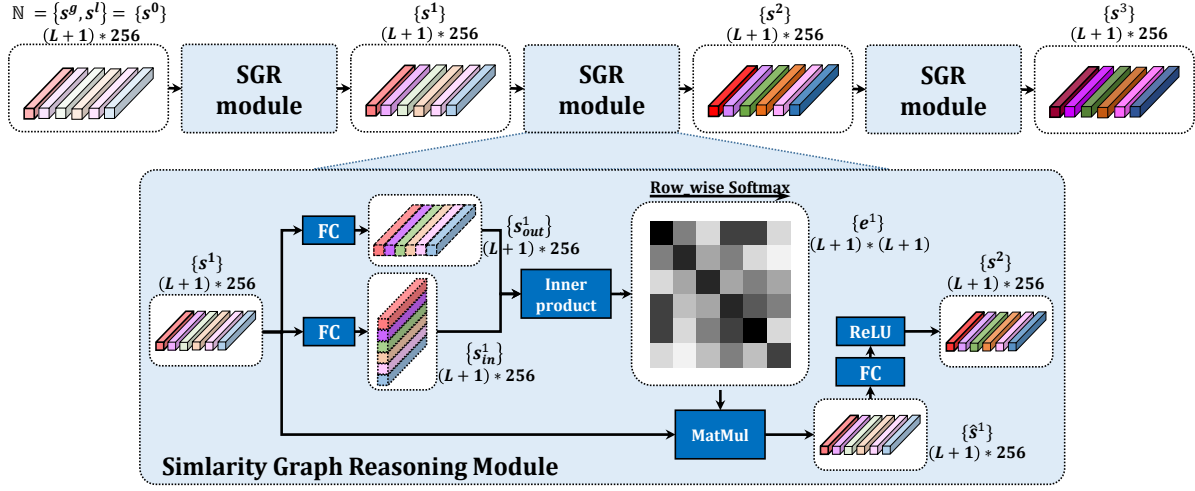 ℕ = {s^g, s^l} = {s^0}
(L + 1) * 256
SGR module
{s^1}
(L + 1) * 256
SGR module
{s^2}
(L + 1) * 256
SGR module
{s^3}
(L + 1) * 256
Row_wise Softmax
FC
{s^1_out}
(L + 1) * 256
{e^1}
(L + 1) * (L + 1)
{s^1}
(L + 1) * 256
Inner
product
{s^2}
(L + 1) * 256
FC
{s^1_in}
(L + 1) * 256
ReLU
FC
MatMul
{ŝ^1}
(L + 1) * 256
Simlarity Graph Reasoning Module